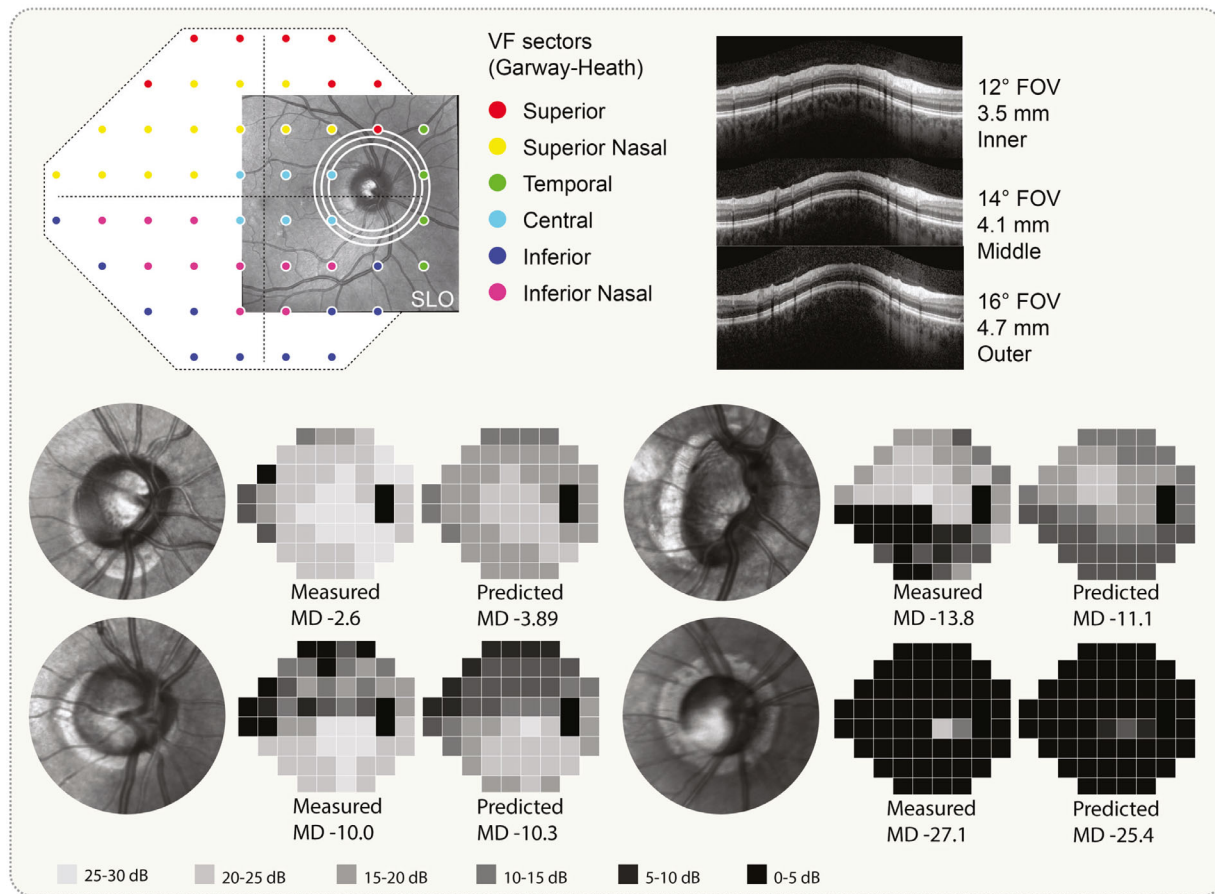 VF sectors
(Garway-Heath)
Superior
Superior Nasal
Temporal
Central
Inferior
Inferior Nasal
SLO
12° FOV
3.5 mm
Inner
14° FOV
4.1 mm
Middle
16° FOV
4.7 mm
Outer
Measured
MD -2.6
Predicted
MD -3.89
Measured
MD -13.8
Predicted
MD -11.1
Measured
MD -10.0
Predicted
MD -10.3
Measured
MD -27.1
Predicted
MD -25.4
25-30 dB
20-25 dB
15-20 dB
10-15 dB
5-10 dB
0-5 dB